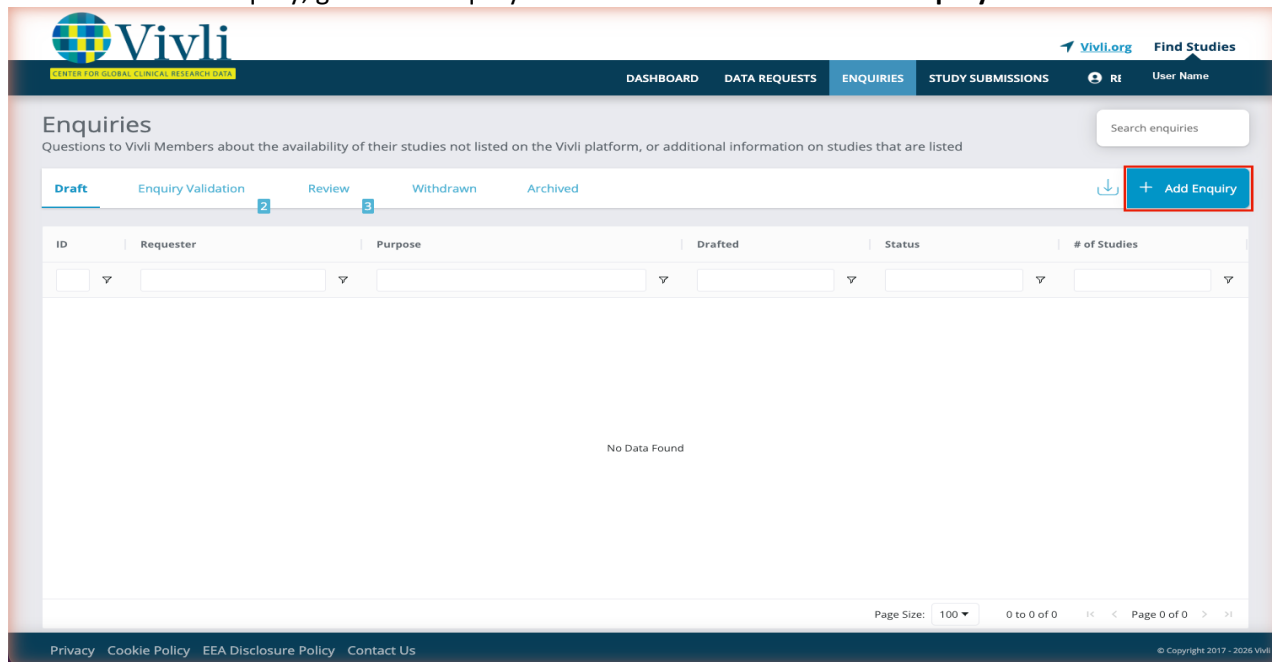 Vivli
CENTER FOR GLOBAL CLINICAL RESEARCH DATA
Vivli.org Find Studies
DASHBOARD DATA REQUESTS ENQUIRIES STUDY SUBMISSIONS User Name
Enquiries
Questions to Vivli Members about the availability of their studies not listed on the Vivli platform, or additional information on studies that are listed
Search enquiries
Draft Enquiry Validation 2 Review 3 Withdrawn Archived + Add Enquiry
ID Requester Purpose Drafted Status # of Studies
No Data Found
Page Size: 100 0 to 0 of 0 Page 0 of 0
Privacy Cookie Policy EEA Disclosure Policy Contact Us © Copyright 2017 - 2026 Vivli